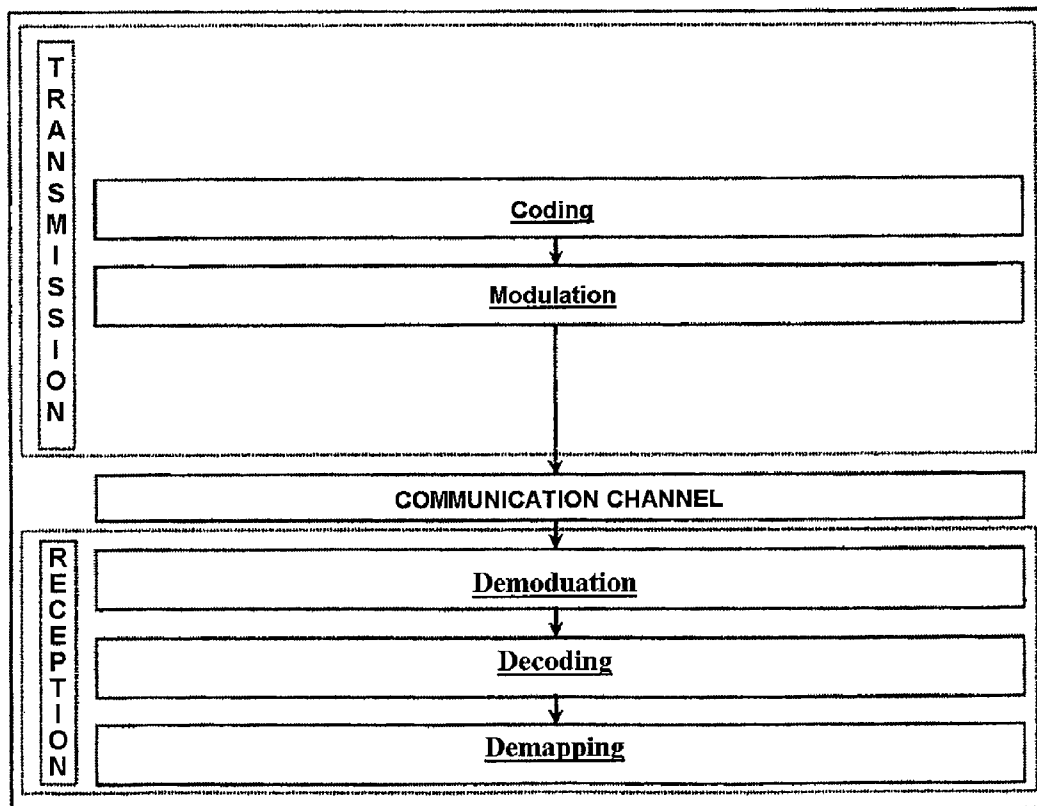 TRANSMISSION
Coding
Modulation
COMMUNICATION CHANNEL
RECEPTION
Demoduation
Decoding
Demapping